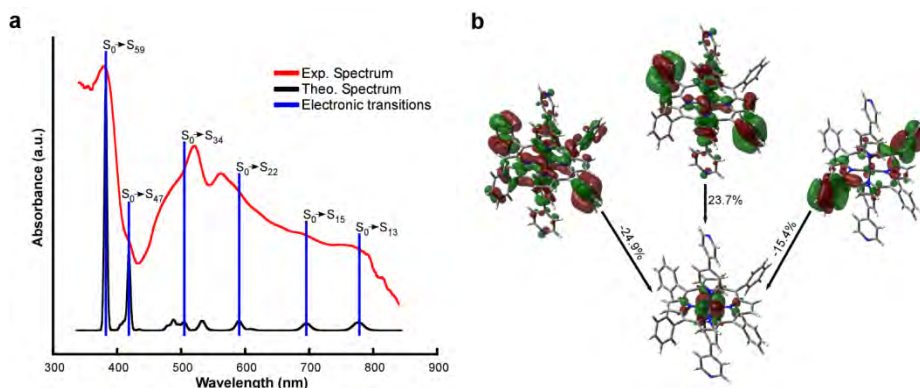 a
b
S0→S59
Exp. Spectrum
Theo. Spectrum
Electronic transitions
S0→S34
S0→S22
S0→S47
S0→S15
S0→S13
Absorbance (a.u.)
300 400 500 600 700 800 900
Wavelength (nm)
-24.9%
23.7%
-15.4%